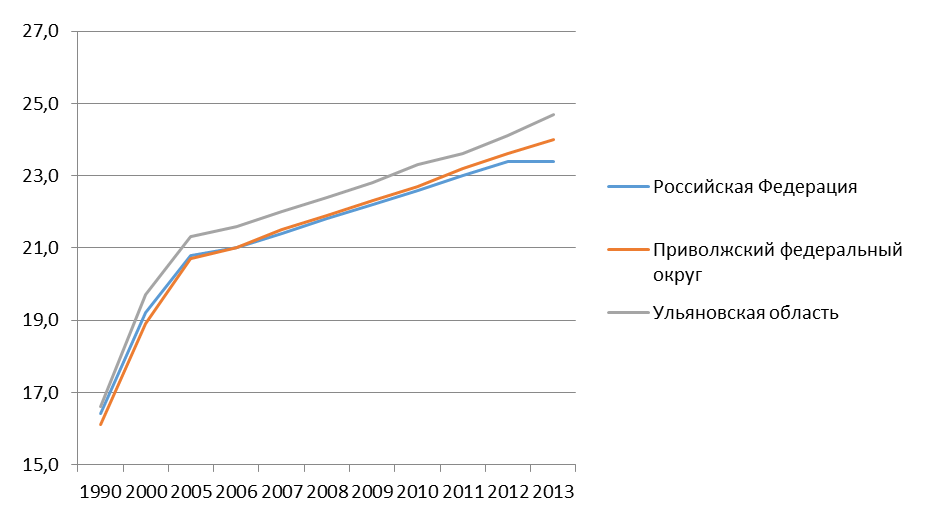 27,0
25,0
23,0
21,0
19,0
17,0
15,0
1990 2000 2005 2006 2007 2008 2009 2010 2011 2012 2013
Российская Федерация
Приволжский федеральный
округ
Ульяновская область